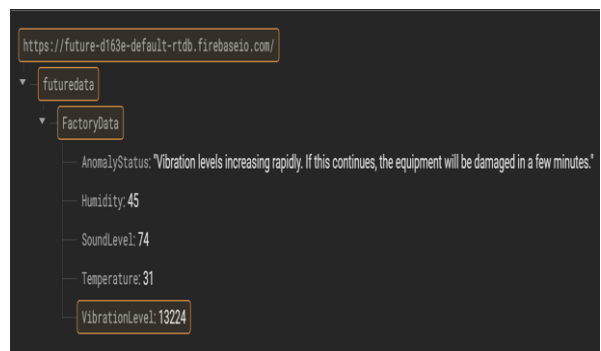 https://future-d163e-default-rtdb.firebaseio.com/
futuredata
FactoryData
AnomalyStatus: "Vibration levels increasing rapidly. If this continues, the equipment will be damaged in a few minutes."
Humidity: 45
SoundLevel: 74
Temperature: 31
VibrationLevel: 13224